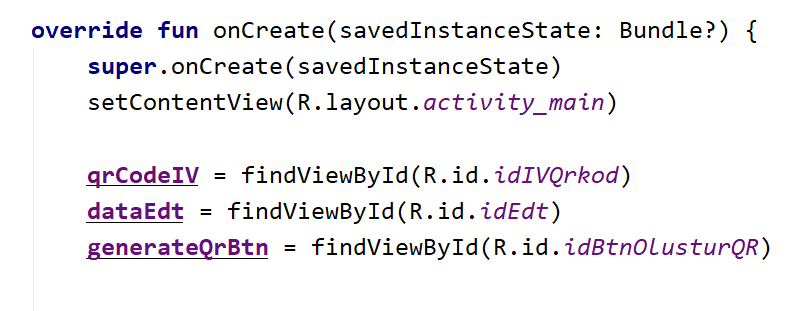 override fun onCreate(savedInstanceState: Bundle?) {
super.onCreate(savedInstanceState)
setContentView(R.layout.activity_main)
qrCodeIV = findViewById(R.id.idIVQrkod)
dataEdt = findViewById(R.id.idEdt)
generateQrBtn = findViewById(R.id.idBtnOlusturQR)